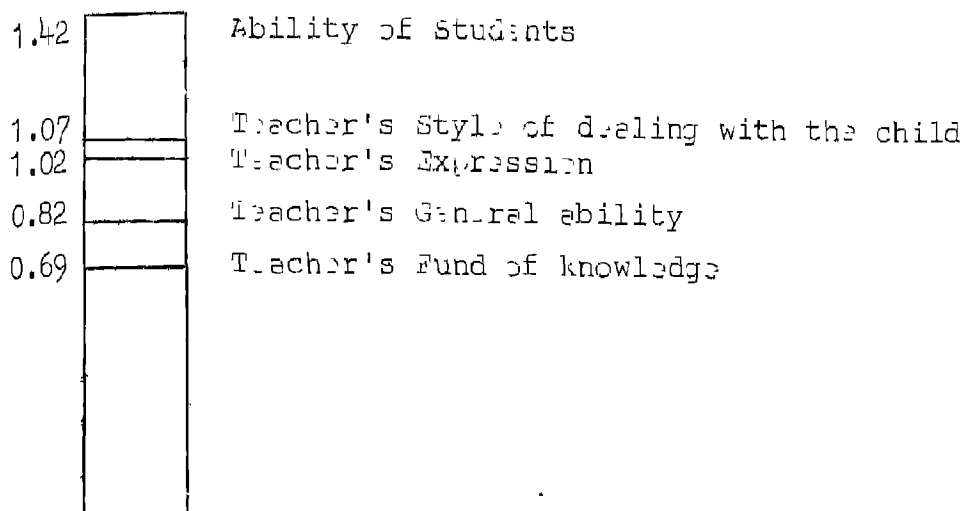 1.42 Ability of Students
1.07 Teacher's Style of dealing with the child
1.02 Teacher's Expression
0.82 Teacher's General ability
0.69 Teacher's Fund of knowledge